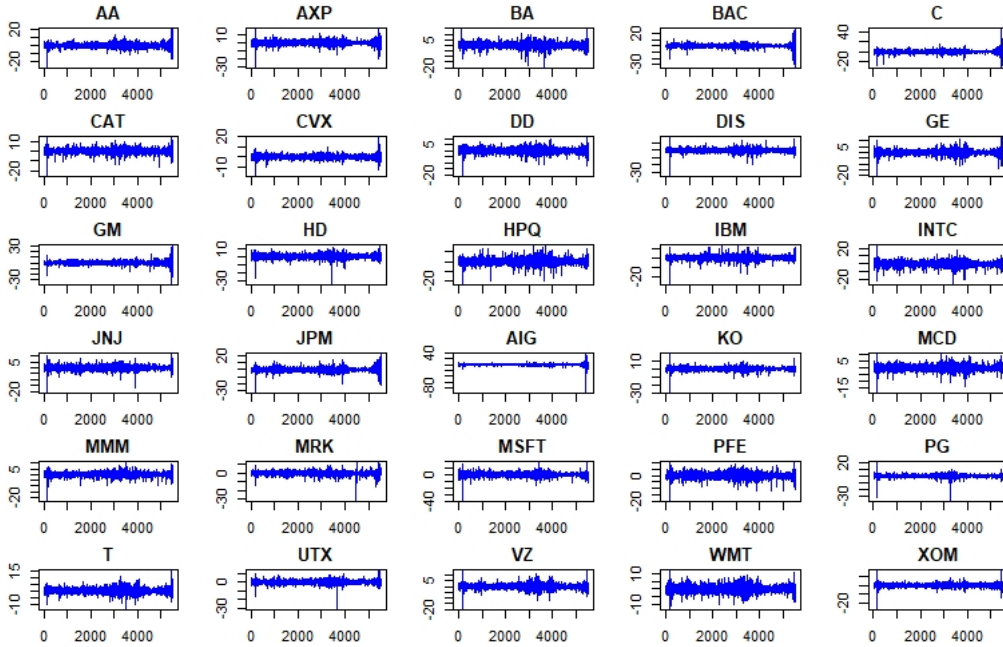 AA AXP BA BAC C
20 10 5 20 40
-20 -30 -20 -30 -20
0 2000 4000 0 2000 4000 0 2000 4000 0 2000 4000 0 2000 4000
CAT CVX DD DIS GE
10 20 5 5
-20 -10 -20 -30 -20
0 2000 4000 0 2000 4000 0 2000 4000 0 2000 4000 0 2000 4000
GM HD HPQ IBM INTC
30 10 20
-30 -30 -20 -20 -20
0 2000 4000 0 2000 4000 0 2000 4000 0 2000 4000 0 2000 4000
JNJ JPM AIG KO MCD
5 20 40 10 5
-20 -30 -80 -30 -15
0 2000 4000 0 2000 4000 0 2000 4000 0 2000 4000 0 2000 4000
MMM MRK MSFT PFE PG
5 0 0 0 20
-20 -30 -40 -20 -30
0 2000 4000 0 2000 4000 0 2000 4000 0 2000 4000 0 2000 4000
T UTX VZ WMT XOM
15 0 5 10
-10 -30 -20 -10 -20
0 2000 4000 0 2000 4000 0 2000 4000 0 2000 4000 0 2000 4000